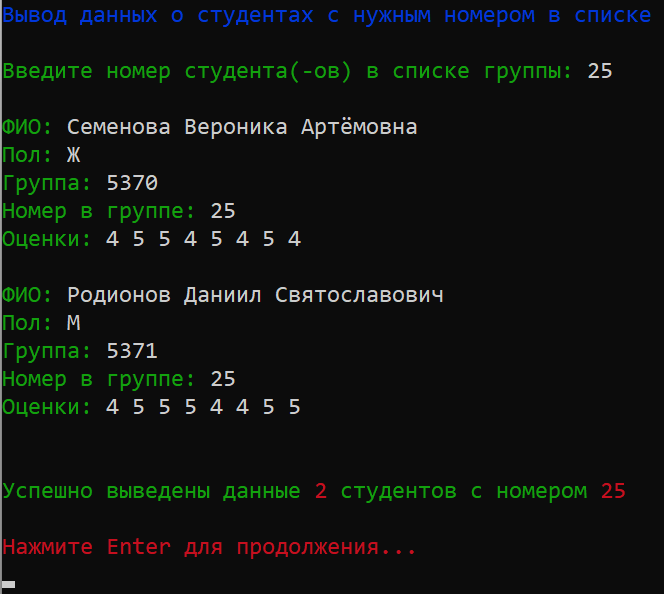 Вывод данных о студентах с нужным номером в списке
Введите номер студента(-ов) в списке группы: 25
ФИО: Семенова Вероника Артёмовна
Пол: Ж
Группа: 5370
Номер в группе: 25
Оценки: 4 5 5 4 5 4 5 4
ФИО: Родионов Даниил Святославович
Пол: М
Группа: 5371
Номер в группе: 25
Оценки: 4 5 5 5 4 4 5 5
Успешно выведены данные 2 студентов с номером 25
Нажмите Enter для продолжения...